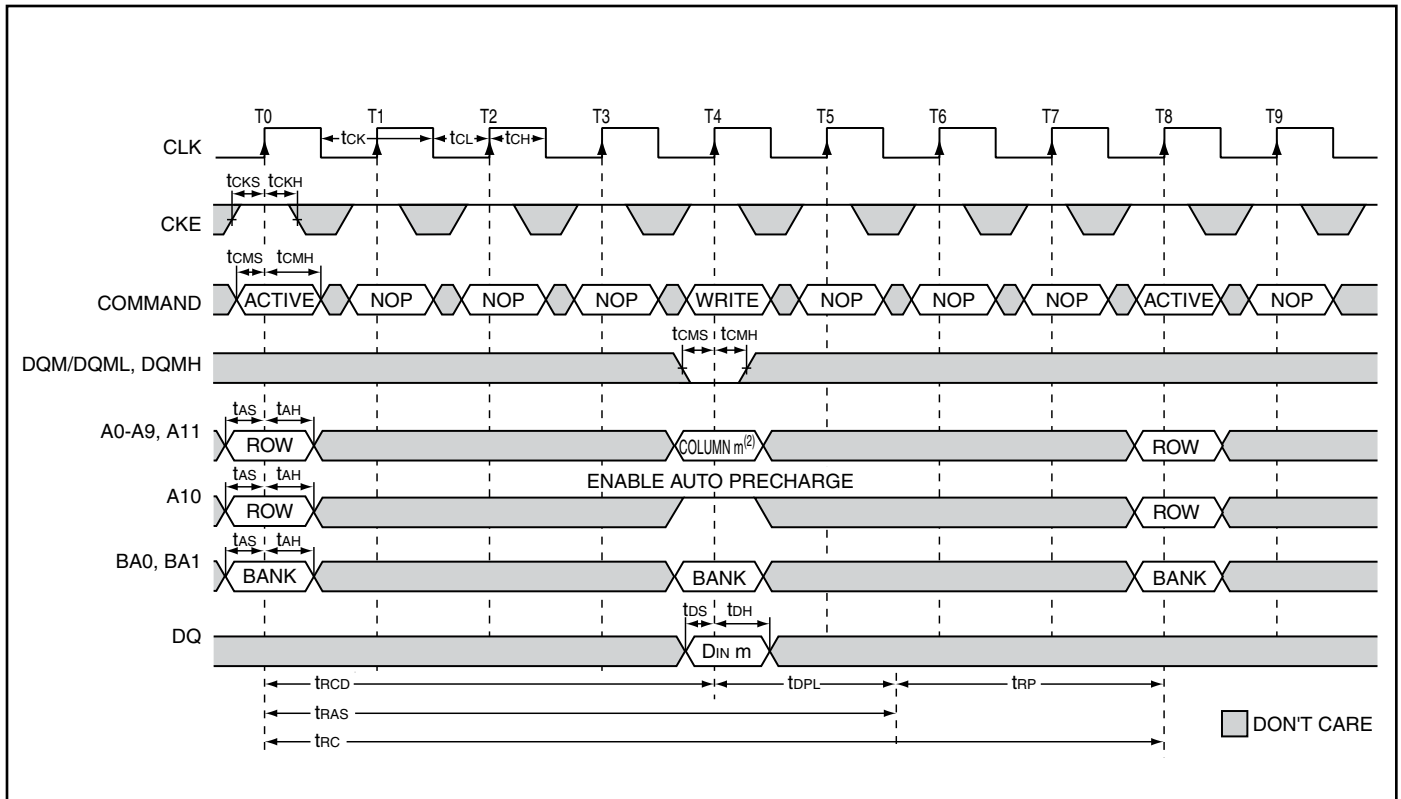 T0 T1 T2 T3 T4 T5 T6 T7 T8 T9
CLK tCK tCL tCH
tCKS tCKH
CKE
tCMS tCMH
COMMAND ACTIVE NOP NOP NOP WRITE NOP NOP NOP ACTIVE NOP
tCMS tCMH
DQM/DQML, DQMH
tAS tAH
A0-A9, A11 ROW COLUMN m(2) ROW
tAS tAH ENABLE AUTO PRECHARGE
A10 ROW ROW
tAS tAH
BA0, BA1 BANK BANK BANK
tDS tDH
DQ DIN m
tRCD tDPL tRP
tRAS
DON'T CARE
tRC